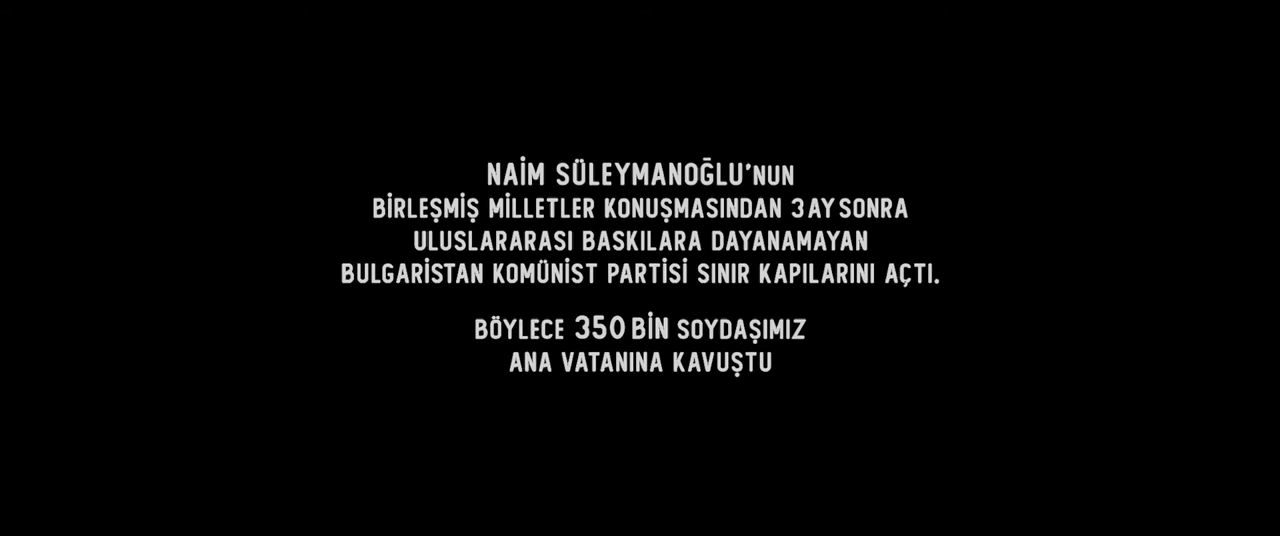 NAİM SÜLEYMANOĞLU'NUN
BİRLEŞMİŞ MİLLETLER KONUŞMASINDAN 3 AY SONRA
ULUSLARARASI BASKILARA DAYANAMAYAN
BULGARİSTAN KOMÜNİST PARTİSİ SINIR KAPILARINI AÇTI.
BÖYLECE 350 BİN SOYDAŞIMIZ
ANA VATANINA KAVUŞTU